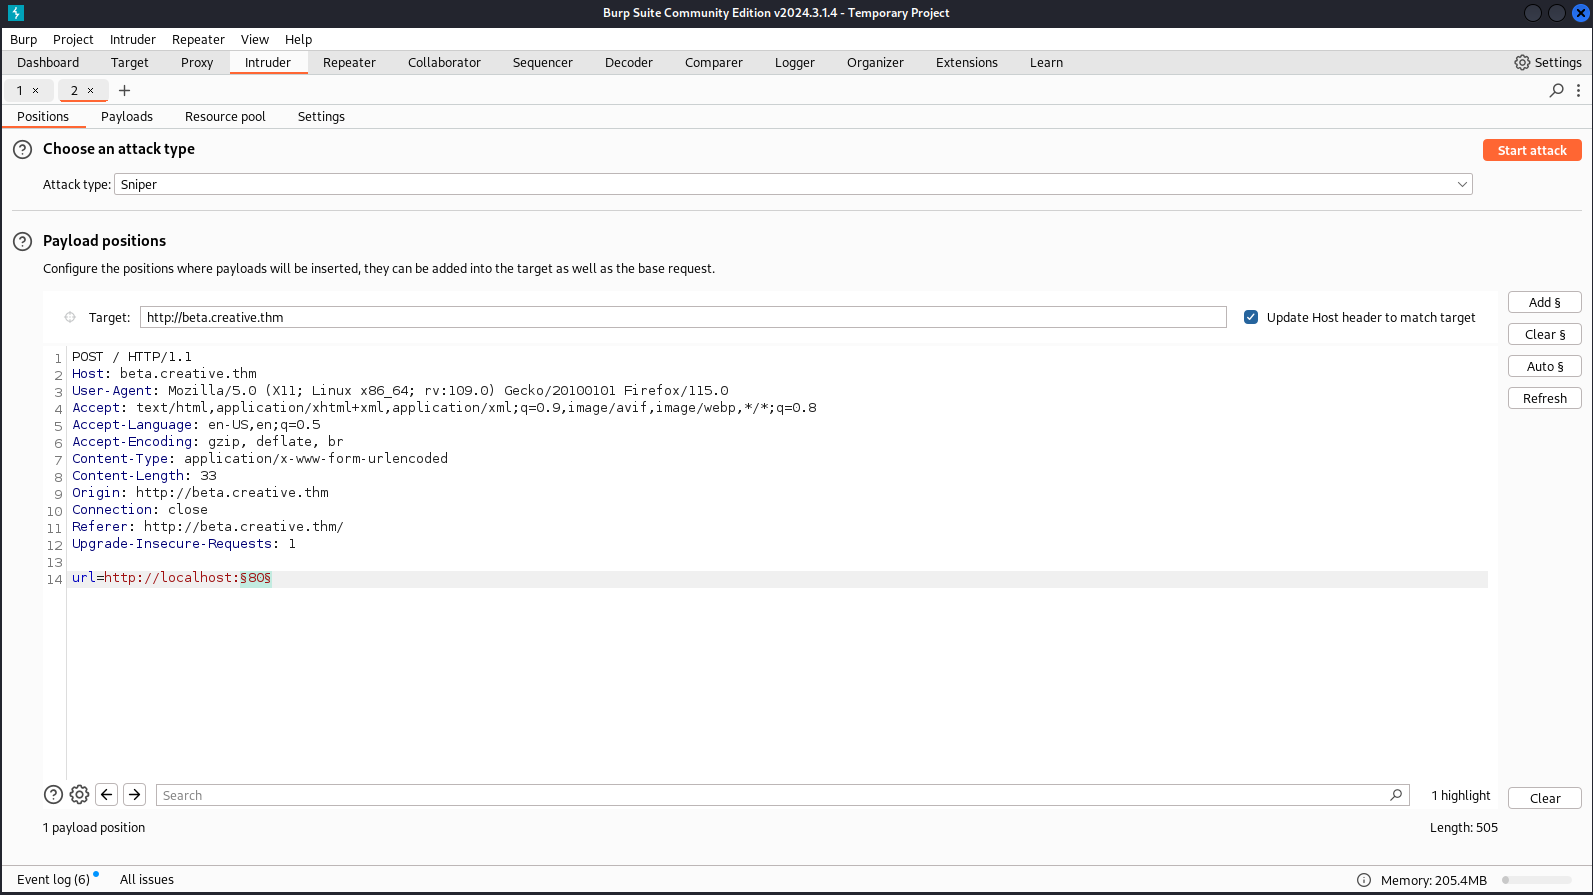 Burp Suite Community Edition v2024.3.1.4 - Temporary Project
Burp Project Intruder Repeater View Help
Dashboard Target Proxy Intruder Repeater Collaborator Sequencer Decoder Comparer Logger Organizer Extensions Learn Settings
1 × 2 × +
Positions Payloads Resource pool Settings
? Choose an attack type Start attack
Attack type: Sniper
? Payload positions
Configure the positions where payloads will be inserted, they can be added into the target as well as the base request.
Add §
Target: http://beta.creative.thm Update Host header to match target
Clear §
Auto §
Refresh
1 POST / HTTP/1.1
2 Host: beta.creative.thm
3 User-Agent: Mozilla/5.0 (X11; Linux x86_64; rv:109.0) Gecko/20100101 Firefox/115.0
4 Accept: text/html,application/xhtml+xml,application/xml;q=0.9,image/avif,image/webp,*/*;q=0.8
5 Accept-Language: en-US,en;q=0.5
6 Accept-Encoding: gzip, deflate, br
7 Content-Type: application/x-www-form-urlencoded
8 Content-Length: 33
9 Origin: http://beta.creative.thm
10 Connection: close
11 Referer: http://beta.creative.thm/
12 Upgrade-Insecure-Requests: 1
13
14 url=http://localhost:§80§
? Search 1 highlight Clear
1 payload position Length: 505
Event log (6) All issues Memory: 205.4MB